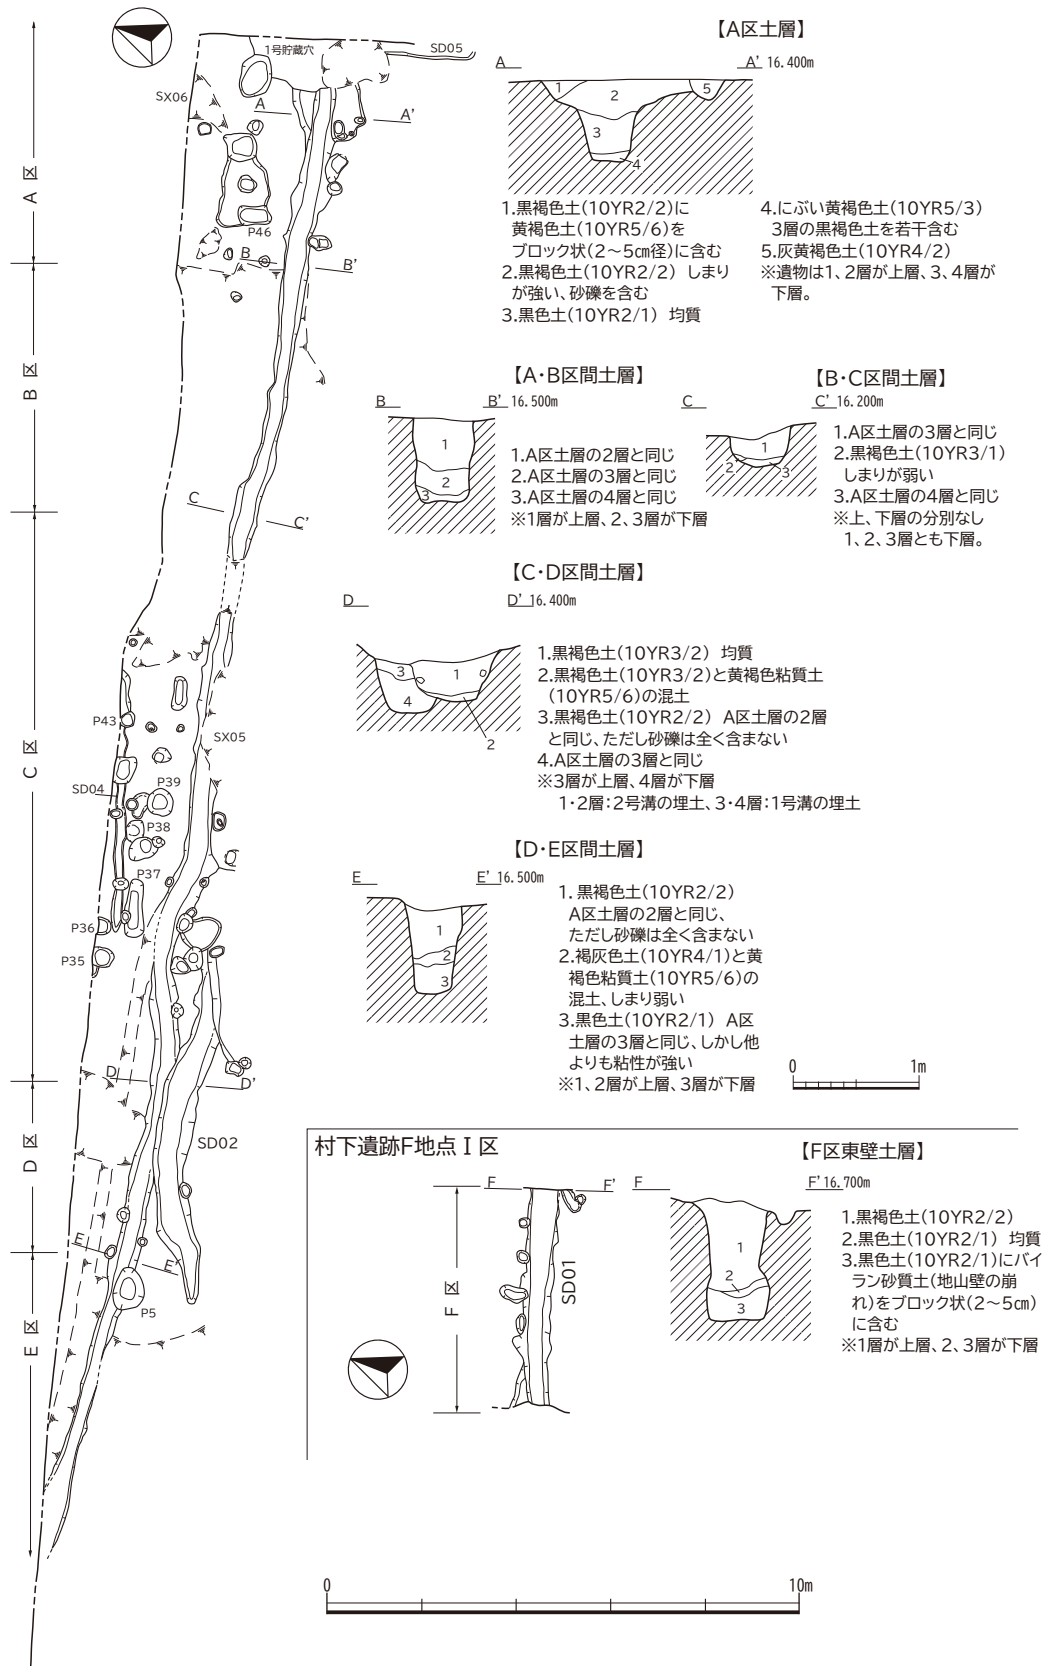 1号貯蔵穴
SD05
SX06
A
A'
P46
B
B'
C
C'
P43
SX05
SD04
P39
P38
P37
P36
P35
D
D'
SD02
E
E'
P5
A区
B区
C区
D区
E区
【A区土層】
A
A' 16.400m
1
2
3
4
5
1.黒褐色土(10YR2/2)に
黄褐色土(10YR5/6)を
ブロック状(2～5㎝径)に含む
2.黒褐色土(10YR2/2) しまり
が強い、砂礫を含む
3.黒色土(10YR2/1) 均質
4.にぶい黄褐色土(10YR5/3)
3層の黒褐色土を若干含む
5.灰黄褐色土(10YR4/2)
※遺物は1、2層が上層、3、4層が
下層。
【A・B区間土層】
B
B' 16.500m
1
2
3
1.A区土層の2層と同じ
2.A区土層の3層と同じ
3.A区土層の4層と同じ
※1層が上層、2、3層が下層
【B・C区間土層】
C
C' 16.200m
1
2
3
1.A区土層の3層と同じ
2.黒褐色土(10YR3/1)
しまりが弱い
3.A区土層の4層と同じ
※上、下層の分別なし
1、2、3層とも下層。
【C・D区間土層】
D
D' 16.400m
3
1
4
2
1.黒褐色土(10YR3/2) 均質
2.黒褐色土(10YR3/2)と黄褐色粘質土
(10YR5/6)の混土
3.黒褐色土(10YR2/2) A区土層の2層
と同じ、ただし砂礫は全く含まない
4.A区土層の3層と同じ
※3層が上層、4層が下層
1・2層:2号溝の埋土、3・4層:1号溝の埋土
【D・E区間土層】
E
E' 16.500m
1
2
3
1. 黒褐色土(10YR2/2)
A区土層の2層と同じ、
ただし砂礫は全く含まない
2.褐灰色土(10YR4/1)と黄
褐色粘質土(10YR5/6)の
混土、しまり弱い
3.黒色土(10YR2/1) A区
土層の3層と同じ、しかし他
よりも粘性が強い
※1、2層が上層、3層が下層
0
1m
村下遺跡F地点Ⅰ区
F
F'
F区
SD01
【F区東壁土層】
F
F' 16.700m
1
2
3
1.黒褐色土(10YR2/2)
2.黒色土(10YR2/1) 均質
3.黒色土(10YR2/1)にバイ
ラン砂質土(地山壁の崩
れ)をブロック状(2～5㎝)
に含む
※1層が上層、2、3層が下層
0
10m